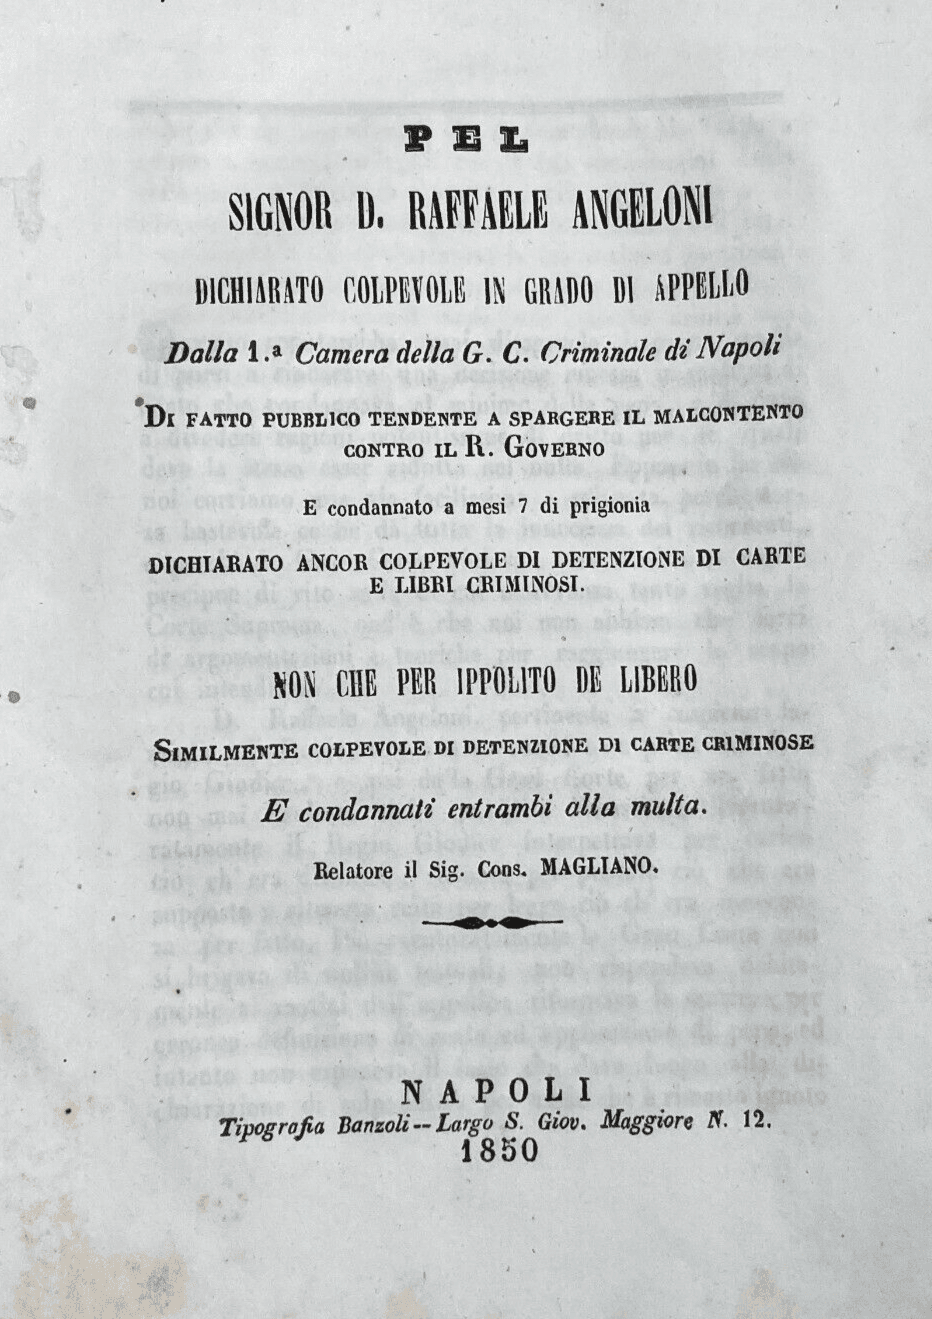 PEL
SIGNOR D. RAFFAELE ANGELONI
DICHIARATO COLPEVOLE IN GRADO DI APPELLO
Dalla 1.ª Camera della G. C. Criminale di Napoli
DI FATTO PUBBLICO TENDENTE A SPARGERE IL MALCONTENTO
CONTRO IL R. GOVERNO
E condannato a mesi 7 di prigionia
DICHIARATO ANCOR COLPEVOLE DI DETENZIONE DI CARTE
E LIBRI CRIMINOSI.
NON CHE PER IPPOLITO DE LIBERO
SIMILMENTE COLPEVOLE DI DETENZIONE DI CARTE CRIMINOSE
E condannati entrambi alla multa.
Relatore il Sig. Cons. MAGLIANO.
NAPOLI
Tipografia Banzoli -- Largo S. Giov. Maggiore N. 12.
1850